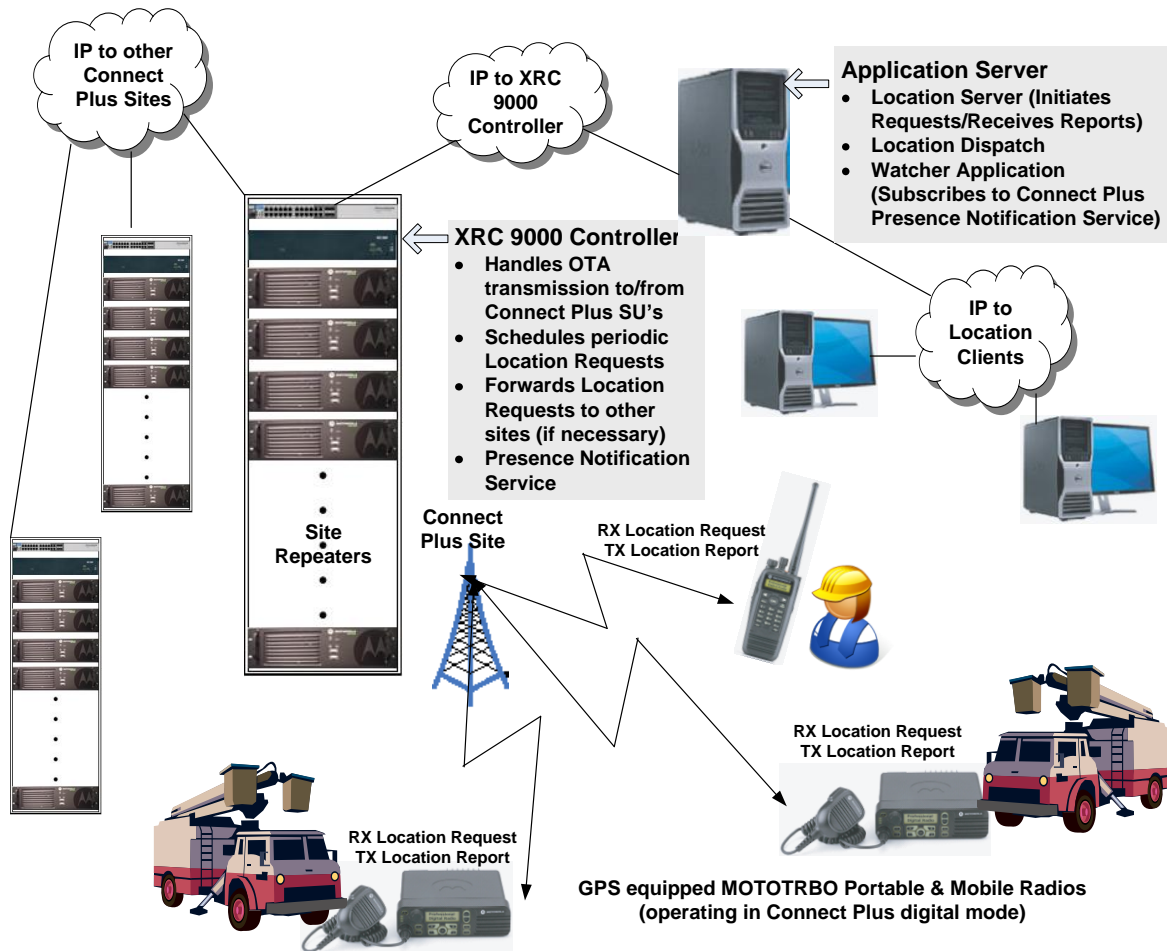 IP to other
Connect
Plus Sites
IP to XRC
9000
Controller
Application Server
• Location Server (Initiates
Requests/Receives Reports)
• Location Dispatch
• Watcher Application
(Subscribes to Connect Plus
Presence Notification Service)
XRC 9000 Controller
• Handles OTA
transmission to/from
Connect Plus SU's
• Schedules periodic
Location Requests
• Forwards Location
Requests to other
sites (if necessary)
• Presence Notification
Service
IP to
Location
Clients
Site
Repeaters
Connect
Plus Site
RX Location Request
TX Location Report
RX Location Request
TX Location Report
RX Location Request
TX Location Report
GPS equipped MOTOTRBO Portable & Mobile Radios
(operating in Connect Plus digital mode)